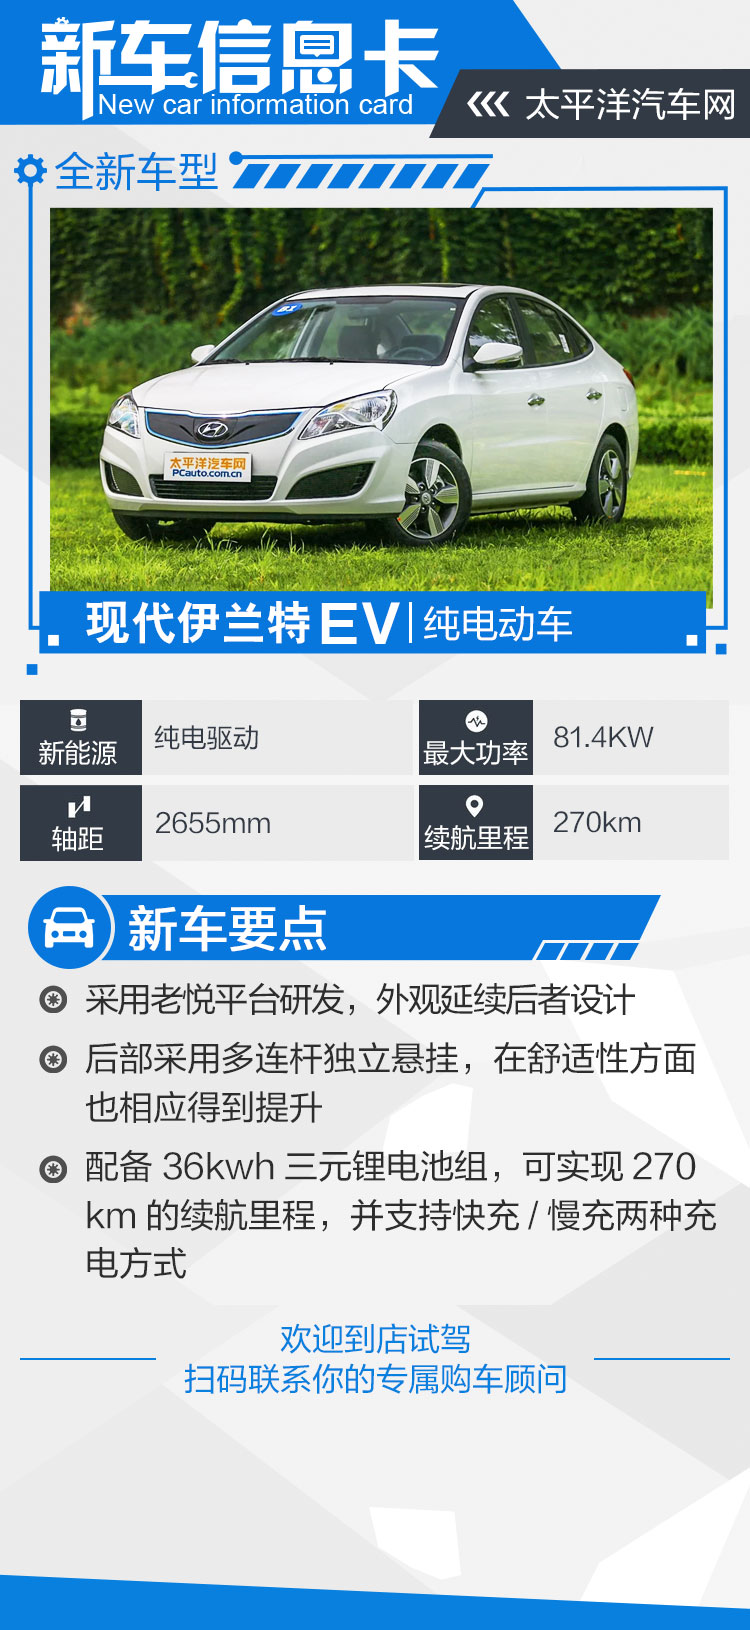 新车信息卡
New car information card
太平洋汽车网
全新车型
太平洋汽车网
PCauto.com.cn
现代伊兰特EV|纯电动车
新能源
纯电驱动
最大功率
81.4KW
轴距
2655mm
续航里程
270km
新车要点
采用老悦平台研发，外观延续后者设计
后部采用多连杆独立悬挂，在舒适性方面
也相应得到提升
配备 36kwh 三元锂电池组，可实现 270
km 的续航里程，并支持快充 / 慢充两种充
电方式
欢迎到店试驾
扫码联系你的专属购车顾问